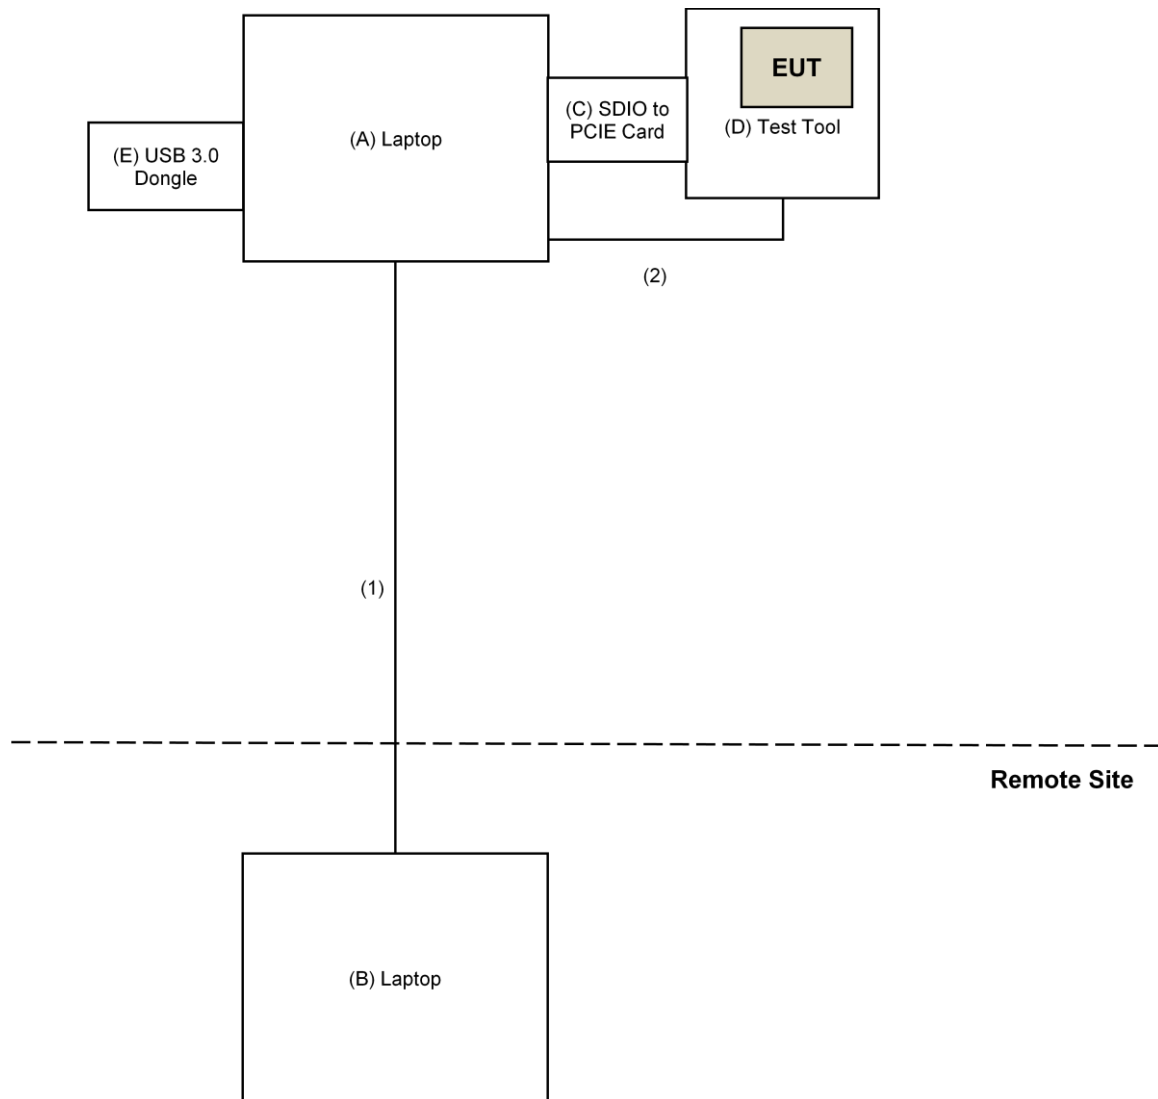 EUT
(C) SDIO to
PCIE Card
(D) Test Tool
(A) Laptop
(E) USB 3.0
Dongle
(2)
(1)
Remote Site
(B) Laptop